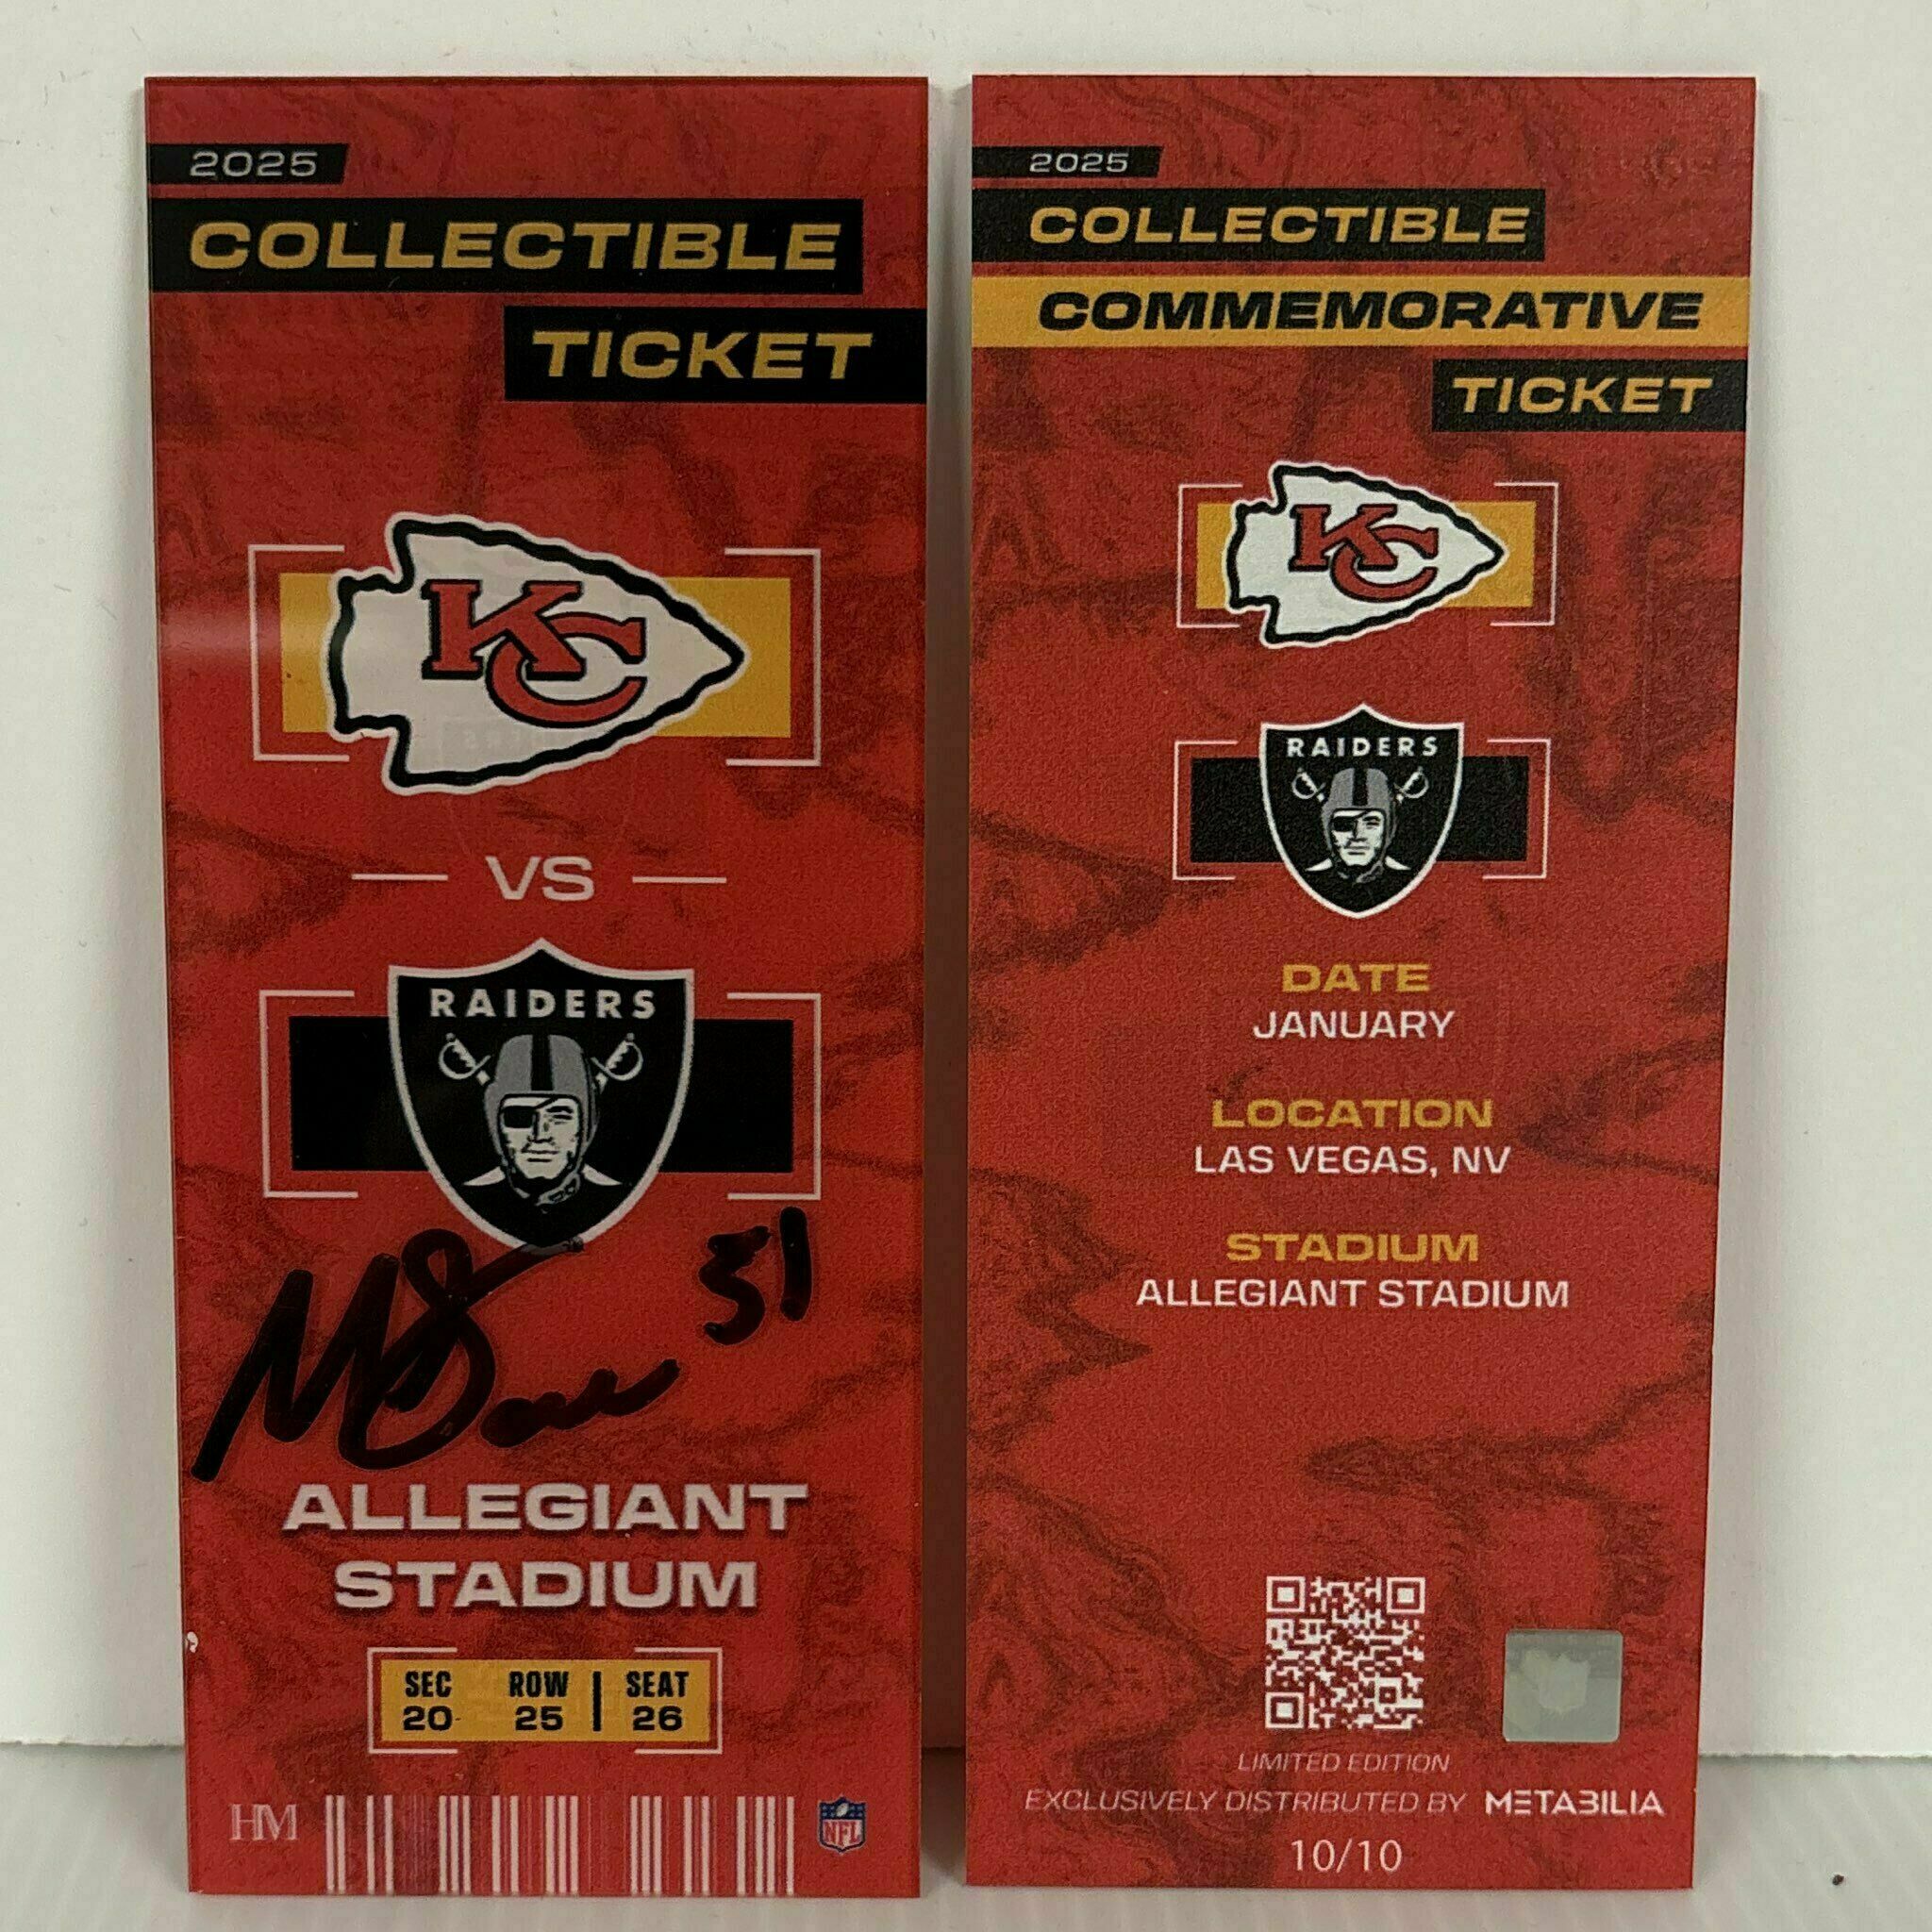 2025
COLLECTIBLE
TICKET
KC
VS
RAIDERS
31
ALLEGIANT
STADIUM
SEC ROW SEAT
20 25 26
HM
NFL
2025
COLLECTIBLE
COMMEMORATIVE
TICKET
KC
RAIDERS
DATE
JANUARY
LOCATION
LAS VEGAS, NV
STADIUM
ALLEGIANT STADIUM
LIMITED EDITION
EXCLUSIVELY DISTRIBUTED BY METABILIA
10/10